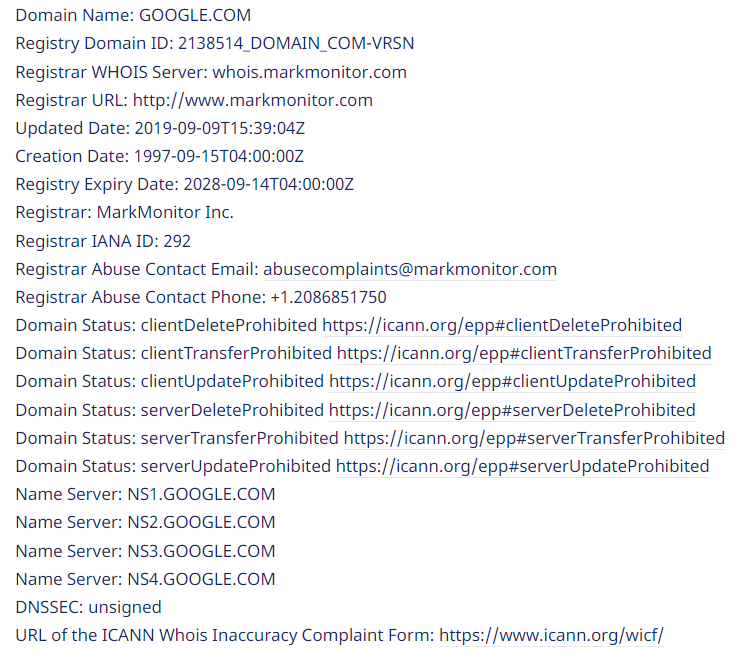 Domain Name: GOOGLE.COM
Registry Domain ID: 2138514_DOMAIN_COM-VRSN
Registrar WHOIS Server: whois.markmonitor.com
Registrar URL: http://www.markmonitor.com
Updated Date: 2019-09-09T15:39:04Z
Creation Date: 1997-09-15T04:00:00Z
Registry Expiry Date: 2028-09-14T04:00:00Z
Registrar: MarkMonitor Inc.
Registrar IANA ID: 292
Registrar Abuse Contact Email: abusecomplaints@markmonitor.com
Registrar Abuse Contact Phone: +1.2086851750
Domain Status: clientDeleteProhibited https://icann.org/epp#clientDeleteProhibited
Domain Status: clientTransferProhibited https://icann.org/epp#clientTransferProhibited
Domain Status: clientUpdateProhibited https://icann.org/epp#clientUpdateProhibited
Domain Status: serverDeleteProhibited https://icann.org/epp#serverDeleteProhibited
Domain Status: serverTransferProhibited https://icann.org/epp#serverTransferProhibited
Domain Status: serverUpdateProhibited https://icann.org/epp#serverUpdateProhibited
Name Server: NS1.GOOGLE.COM
Name Server: NS2.GOOGLE.COM
Name Server: NS3.GOOGLE.COM
Name Server: NS4.GOOGLE.COM
DNSSEC: unsigned
URL of the ICANN Whois Inaccuracy Complaint Form: https://www.icann.org/wicf/